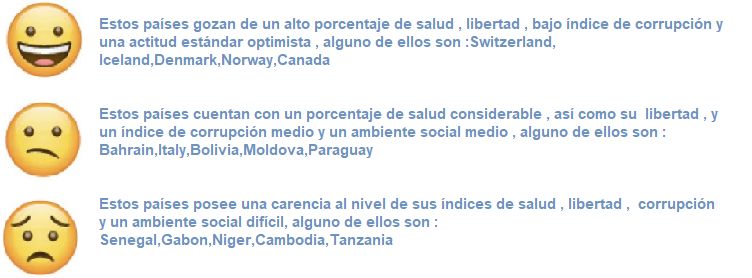 Estos países gozan de un alto porcentaje de salud , libertad , bajo índice de corrupción y
una actitud estándar optimista , alguno de ellos son :Switzerland,
Iceland,Denmark,Norway,Canada
Estos países cuentan con un porcentaje de salud considerable , así como su  libertad , y
un índice de corrupción medio y un ambiente social medio , alguno de ellos son :
Bahrain,Italy,Bolivia,Moldova,Paraguay
Estos países posee una carencia al nivel de sus índices de salud , libertad ,  corrupción
y un ambiente social difícil, alguno de ellos son :
Senegal,Gabon,Niger,Cambodia,Tanzania